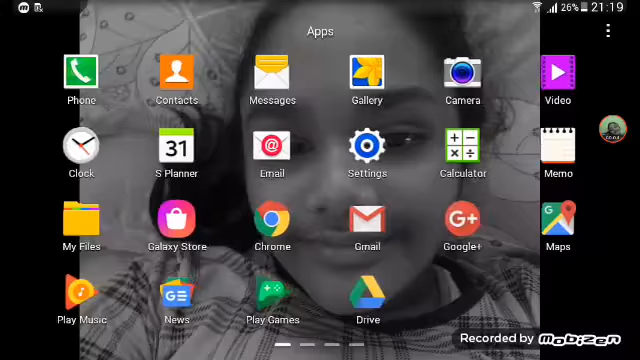 26% 21:19
Apps
Phone Contacts Messages Gallery Camera Video
31
Clock S Planner Email Settings Calculator Memo
G+
My Files Galaxy Store Chrome Gmail Google+ Maps
Play Music News Play Games Drive
Recorded by MOBIZEN